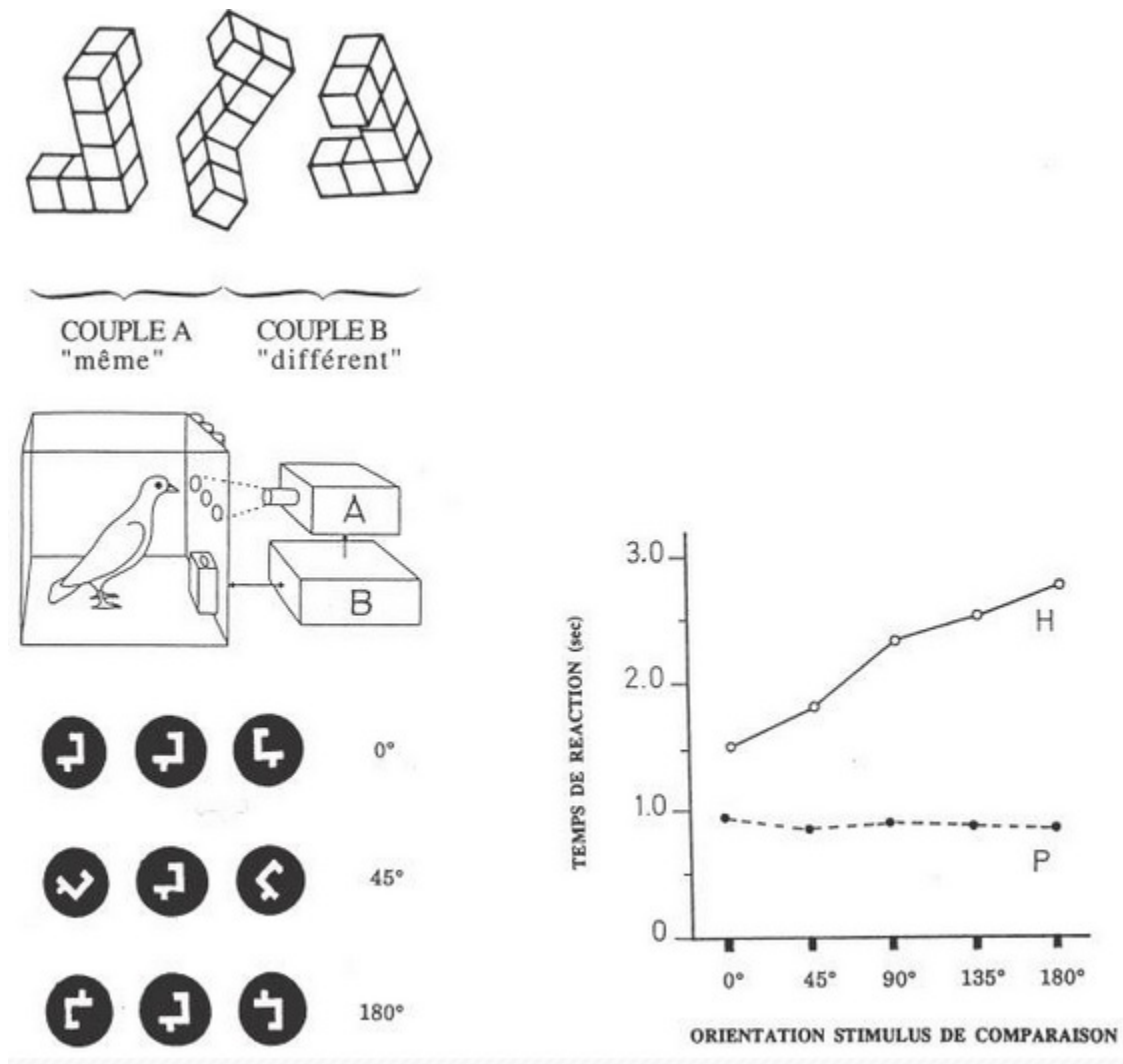 COUPLE A
"même"
COUPLE B
"différent"
A
B
0°
45°
180°
TEMPS DE REACTION (sec)
3.0
2.0
1.0
0
H
P
0° 45° 90° 135° 180°
ORIENTATION STIMULUS DE COMPARAISON